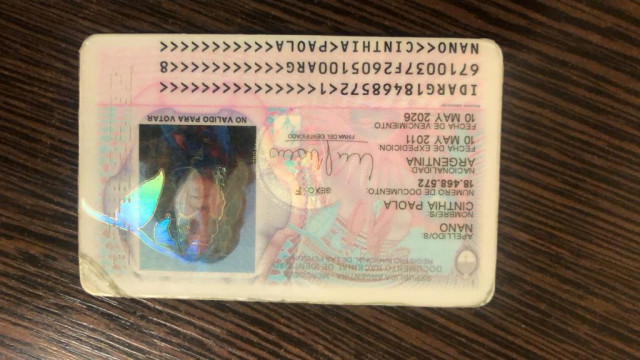 REPUBLICA ARGENTINA - MERCOSUR
DOCUMENTO NACIONAL DE IDENTIDAD
REGISTRO NACIONAL DE LAS PERSONAS
APELLIDO/S
NANO
NOMBRE/S
CINTHIA PAOLA
NUMERO DE DOCUMENTO
18.468.572
SEXO F
NACIONALIDAD
ARGENTINA
FECHA DE EXPEDICION
10 MAY 2011
FECHA DE VENCIMIENTO
10 MAY 2026
FIRMA DEL IDENTIFICADO
NO VALIDO PARA VOTAR
IDARG18468572<1<<<<<<<<<<<<<<<
6710037F2605100ARG<<<<<<<<<<<8
NANO<<CINTHIA<PAOLA<<<<<<<<<<<